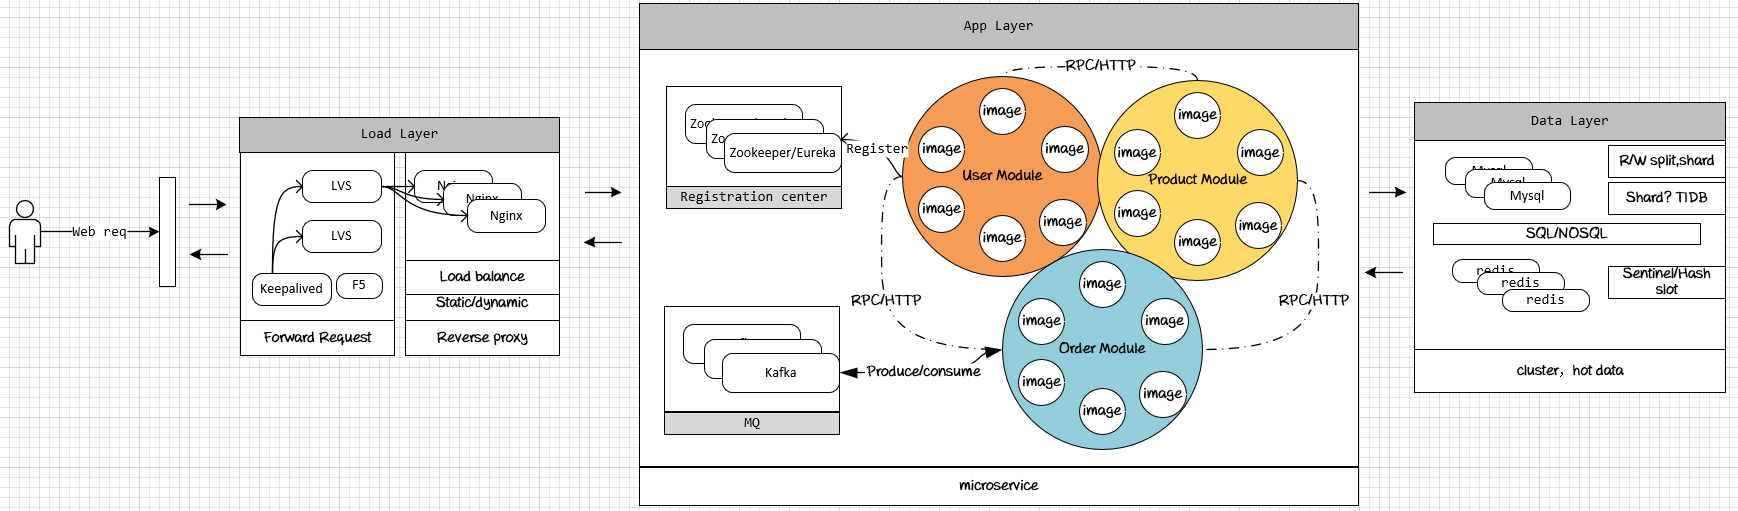 Web req
Load Layer
LVS
LVS
Keepalived
F5
Forward Request
Nginx
Nginx
Load balance
Static/dynamic
Reverse proxy
App Layer
Zookeeper/Eureka
Registration center
Register
RPC/HTTP
image
image
image
User Module
image
image
image
image
image
image
Product Module
image
image
image
RPC/HTTP
RPC/HTTP
image
image
image
Order Module
image
image
image
Kafka
MQ
Produce/consume
microservice
Data Layer
Mysql
Mysql
Mysql
R/W split,shard
Shard? TIDB
SQL/NOSQL
redis
redis
redis
Sentinel/Hash
slot
cluster，hot data